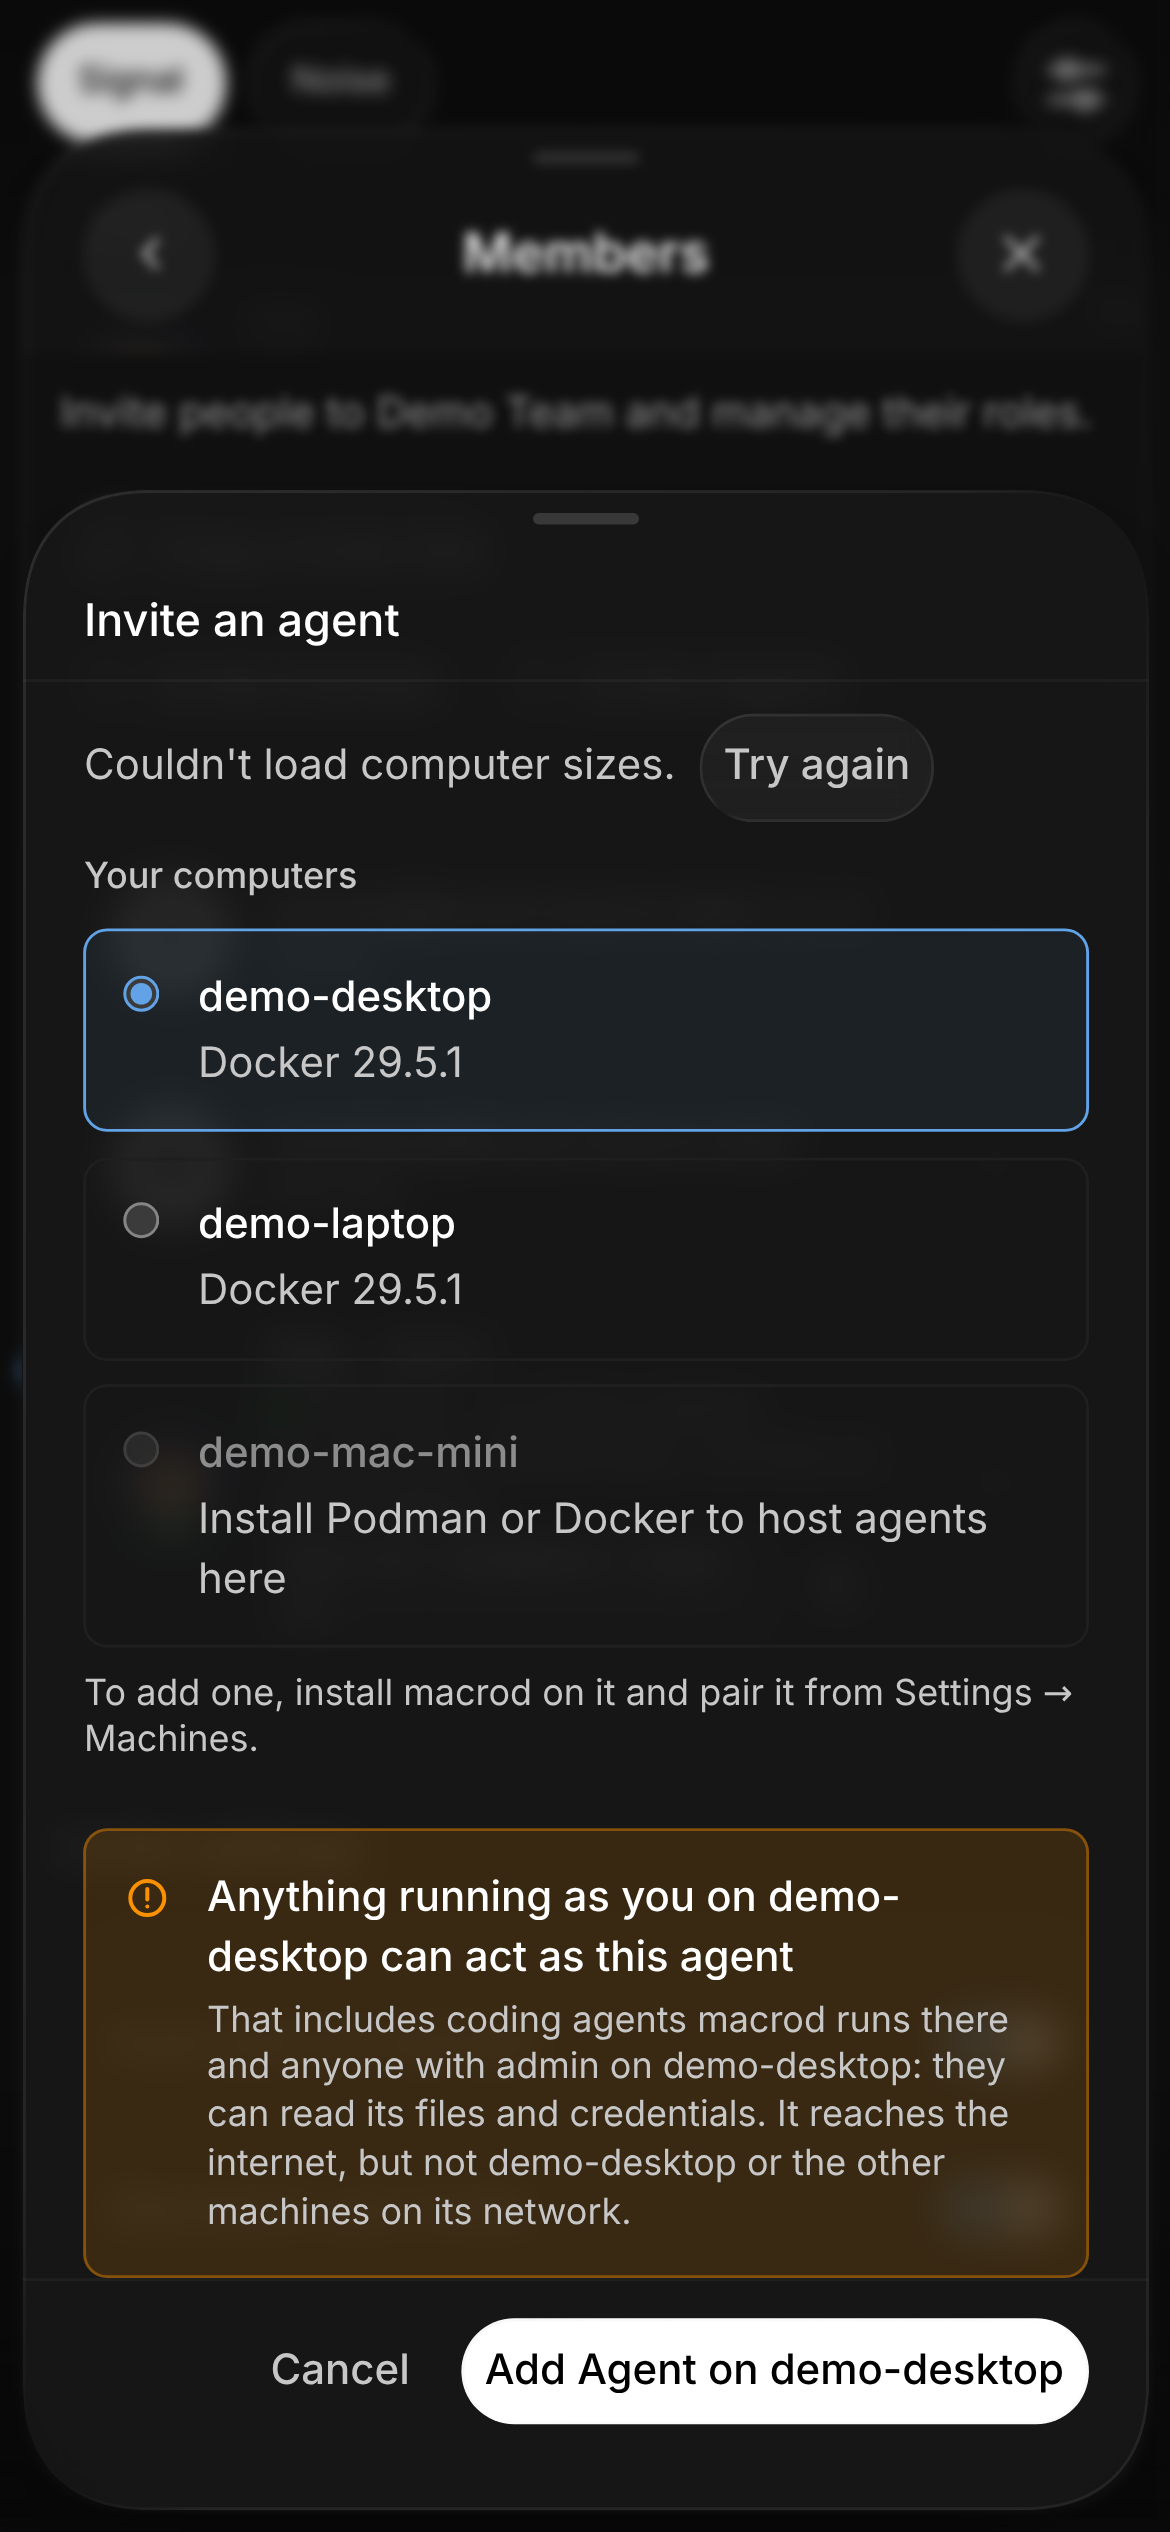 Signal
Noise
Members
Invite people to Demo Team and manage their roles.
Invite an agent
Couldn't load computer sizes.
Try again
Your computers
demo-desktop
Docker 29.5.1
demo-laptop
Docker 29.5.1
demo-mac-mini
Install Podman or Docker to host agents
here
To add one, install macrod on it and pair it from Settings →
Machines.
Anything running as you on demo-
desktop can act as this agent
That includes coding agents macrod runs there
and anyone with admin on demo-desktop: they
can read its files and credentials. It reaches the
internet, but not demo-desktop or the other
machines on its network.
Cancel
Add Agent on demo-desktop